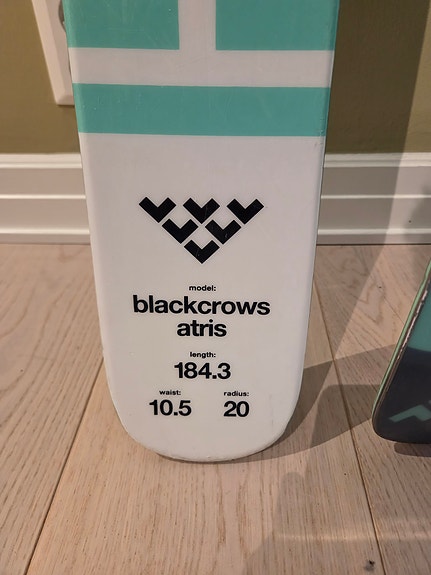 model:
blackcrows
atris
length:
184.3
waist: radius:
10.5 20